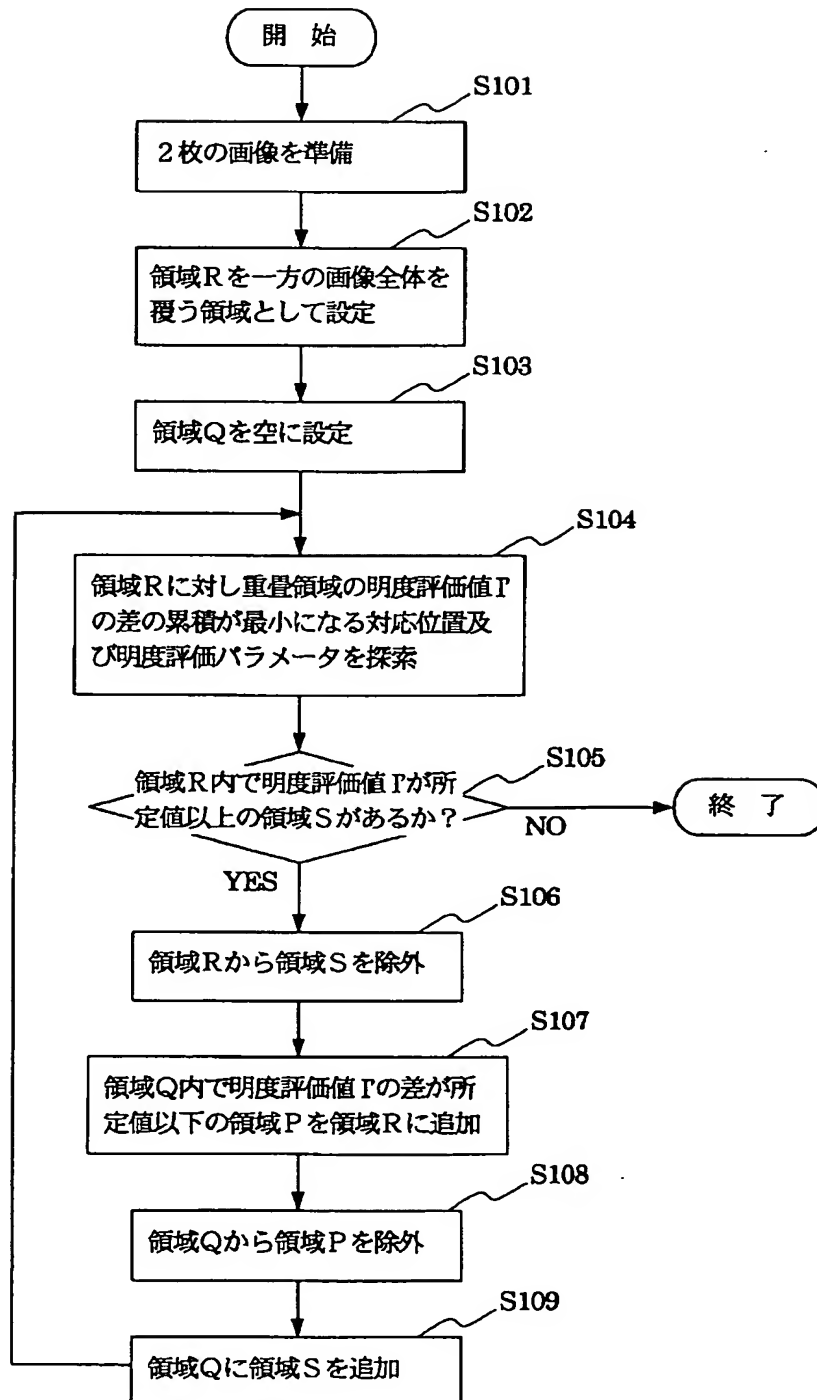 開 始
S101
2枚の画像を準備
S102
領域Rを一方の画像全体を
覆う領域として設定
S103
領域Qを空に設定
S104
領域Rに対し重畳領域の明度評価値Γ
の差の累積が最小になる対応位置及
び明度評価パラメータを探索
S105
領域R内で明度評価値Γが所
定値以上の領域Sがあるか?
NO
終 了
YES
S106
領域Rから領域Sを除外
S107
領域Q内で明度評価値Γの差が所
定値以下の領域Pを領域Rに追加
S108
領域Qから領域Pを除外
S109
領域Qに領域Sを追加